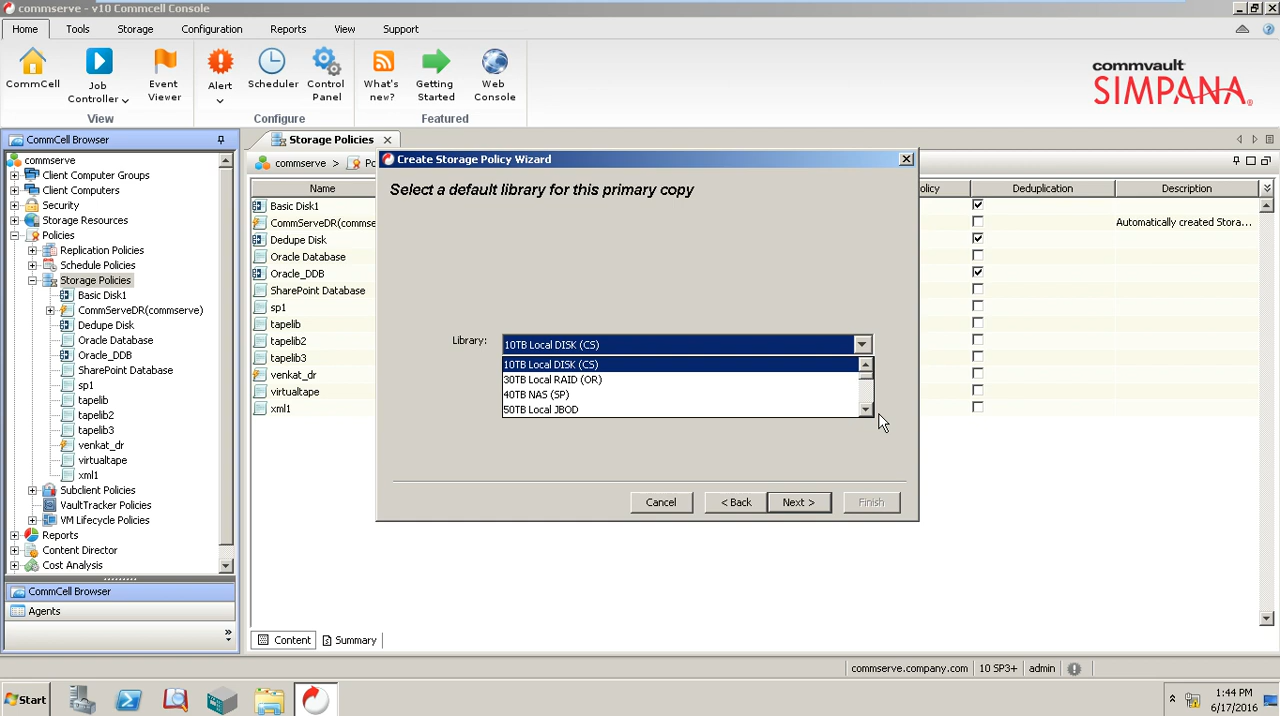 commserve - v10 Commcell Console
Home Tools Storage Configuration Reports View Support
CommCell
Job Controller
Event Viewer
View
Alert
Scheduler
Control Panel
Configure
What's new?
Getting Started
Web Console
Featured
commvault
SIMPANA
CommCell Browser
commserve
Client Computer Groups
Client Computers
Security
Storage Resources
Policies
Replication Policies
Schedule Policies
Storage Policies
Basic Disk1
CommServeDR(commserve)
Dedupe Disk
Oracle Database
Oracle_DDB
SharePoint Database
sp1
tapelib
tapelib2
tapelib3
venkat_dr
virtualtape
xml1
Subclient Policies
VaultTracker Policies
VM Lifecycle Policies
Reports
Content Director
Cost Analysis
CommCell Browser
Agents
Storage Policies
commserve > Po
Name
Basic Disk1
CommServeDR(commse
Dedupe Disk
Oracle Database
Oracle_DDB
SharePoint Database
sp1
tapelib
tapelib2
tapelib3
venkat_dr
virtualtape
xml1
olicy Deduplication Description
Automatically created Stora...
Create Storage Policy Wizard
Select a default library for this primary copy
Library: 10TB Local DISK (CS)
10TB Local DISK (CS)
30TB Local RAID (OR)
40TB NAS (SP)
50TB Local JBOD
Cancel < Back Next > Finish
Content Summary
commserve.company.com 10 SP3+ admin
Start
1:44 PM
6/17/2016